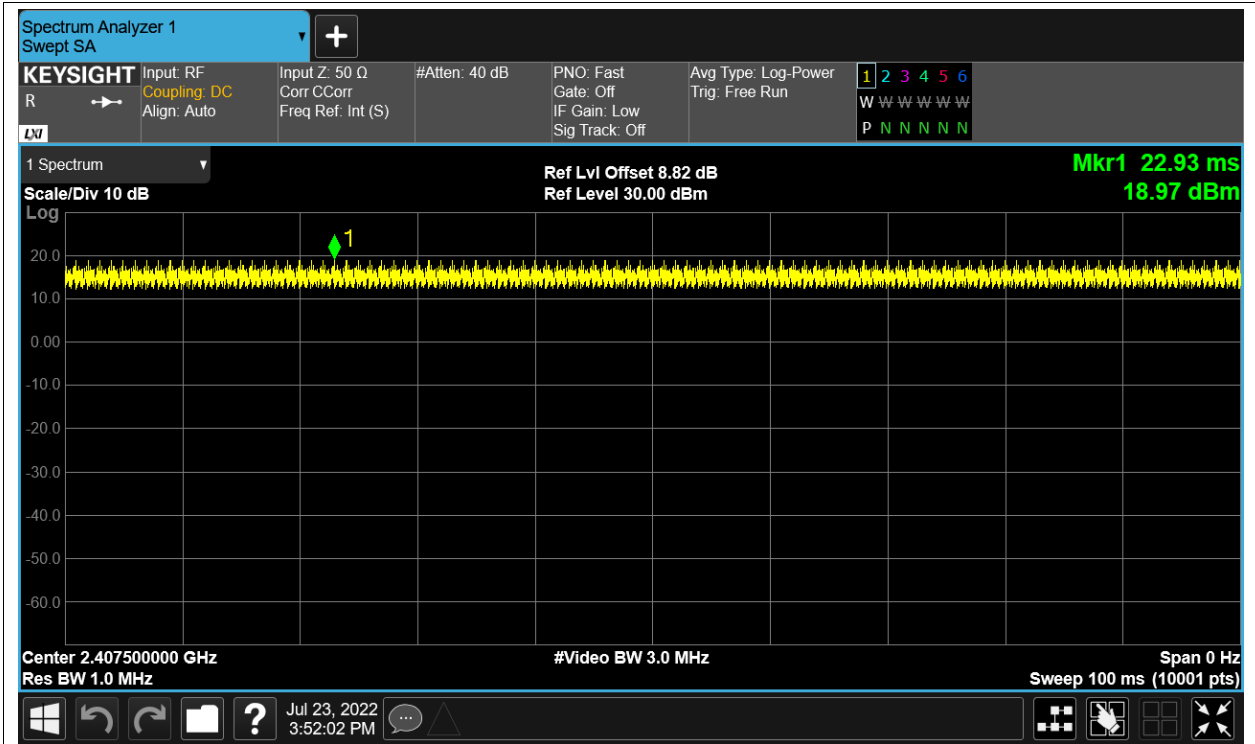 Spectrum Analyzer 1
Swept SA
KEYSIGHT
R
LXI
Input: RF
Coupling: DC
Align: Auto
Input Z: 50 Ω
Corr CCorr
Freq Ref: Int (S)
#Atten: 40 dB
PNO: Fast
Gate: Off
IF Gain: Low
Sig Track: Off
Avg Type: Log-Power
Trig: Free Run
1 2 3 4 5 6
W W W W W W
P N N N N N
1 Spectrum
Scale/Div 10 dB
Log
Ref Lvl Offset 8.82 dB
Ref Level 30.00 dBm
Mkr1 22.93 ms
18.97 dBm
1
20.0
10.0
0.00
-10.0
-20.0
-30.0
-40.0
-50.0
-60.0
Center 2.407500000 GHz
Res BW 1.0 MHz
#Video BW 3.0 MHz
Span 0 Hz
Sweep 100 ms (10001 pts)
?
Jul 23, 2022
3:52:02 PM